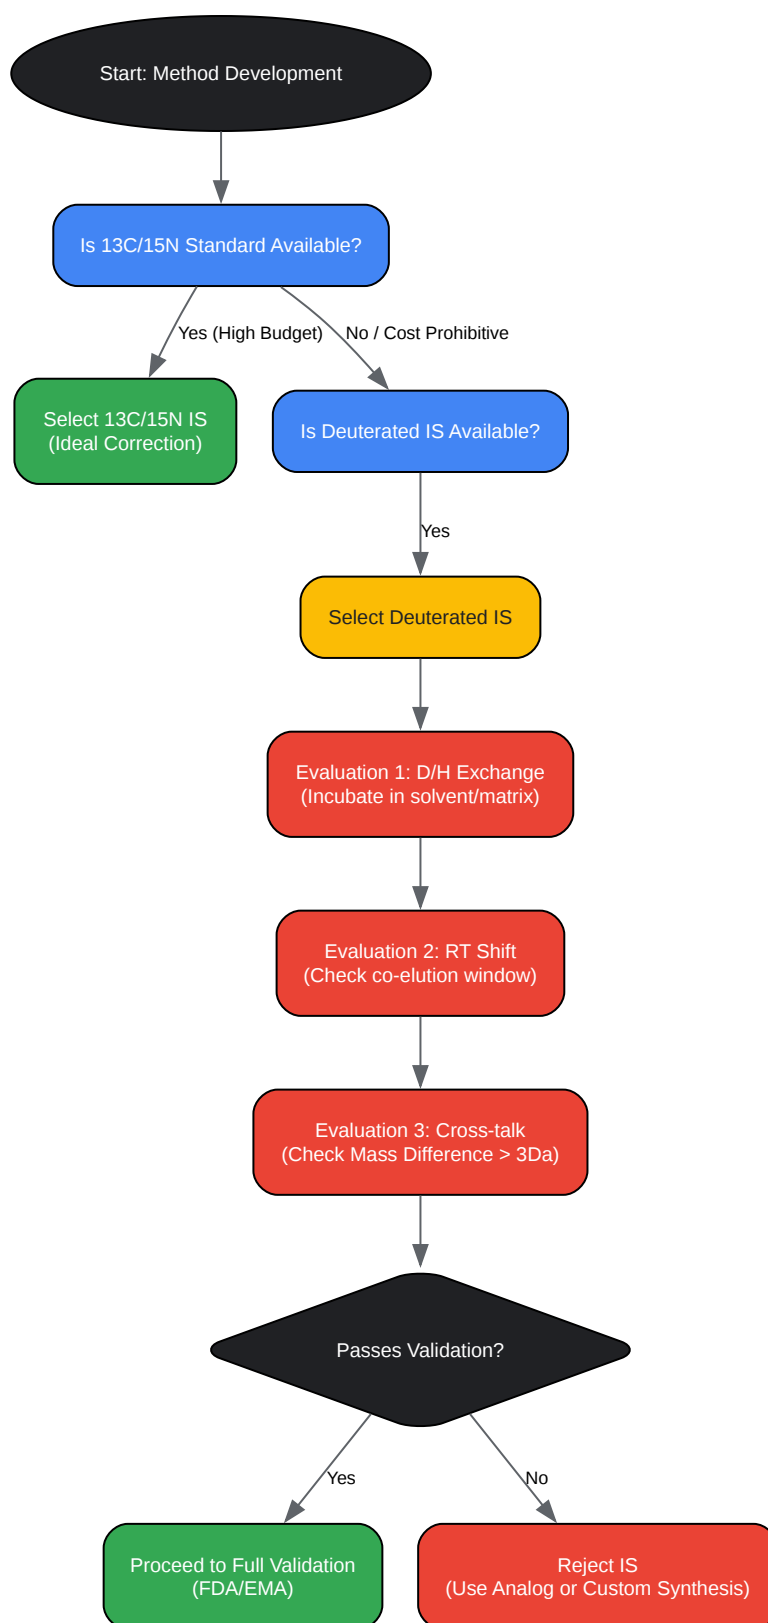 Start: Method Development
Is 13C/15N Standard Available?
Yes (High Budget)
No / Cost Prohibitive
Select 13C/15N IS
(Ideal Correction)
Is Deuterated IS Available?
Yes
Select Deuterated IS
Evaluation 1: D/H Exchange
(Incubate in solvent/matrix)
Evaluation 2: RT Shift
(Check co-elution window)
Evaluation 3: Cross-talk
(Check Mass Difference > 3Da)
Passes Validation?
Yes
No
Proceed to Full Validation
(FDA/EMA)
Reject IS
(Use Analog or Custom Synthesis)